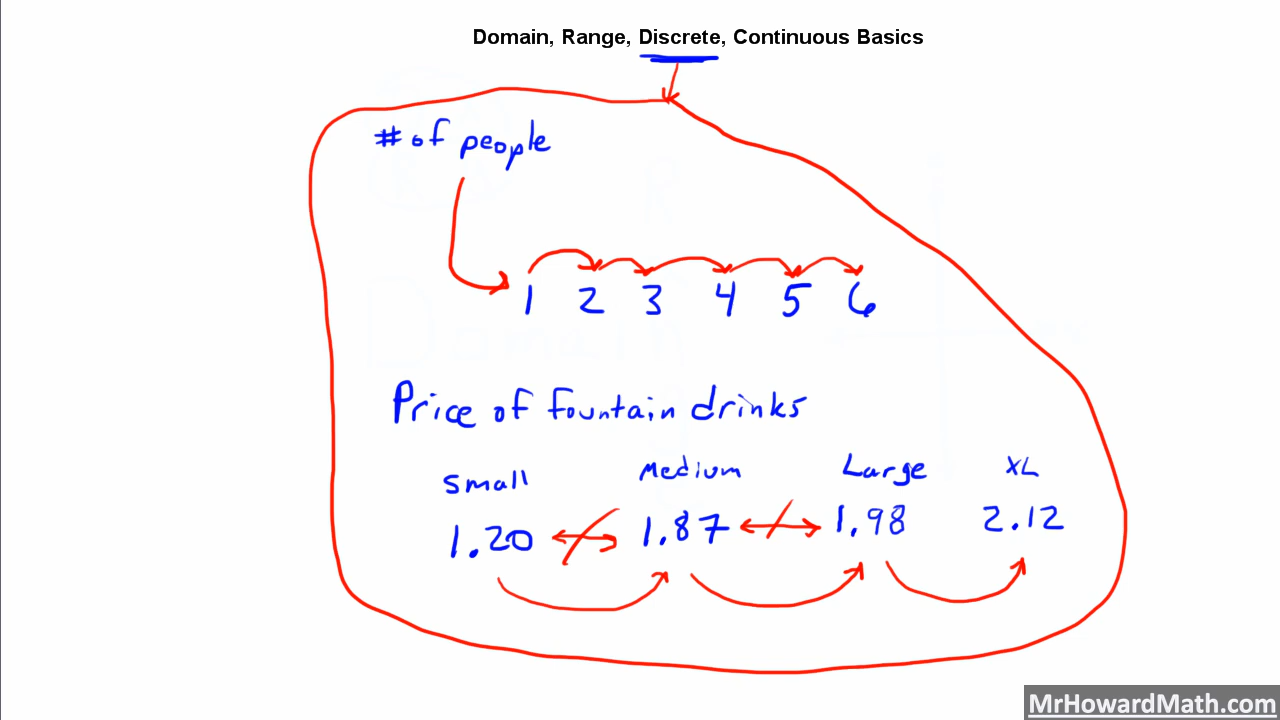 Domain, Range, Discrete, Continuous Basics
# of people
1 2 3 4 5 6
Price of fountain drinks
Small Medium Large XL
1.20 1.87 1.98 2.12
MrHowardMath.com